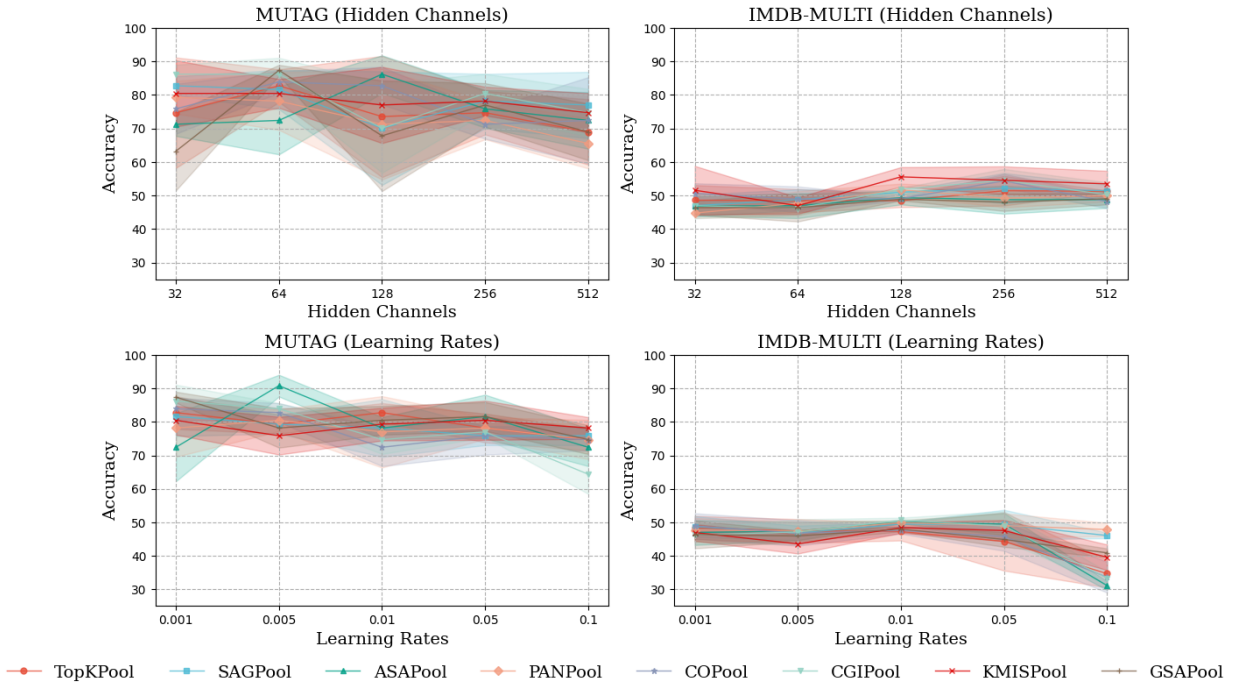 MUTAG (Hidden Channels)
100
90
80
70
60
50
40
30
Accuracy
32 64 128 256 512
Hidden Channels
IMDB-MULTI (Hidden Channels)
100
90
80
70
60
50
40
30
Accuracy
32 64 128 256 512
Hidden Channels
MUTAG (Learning Rates)
100
90
80
70
60
50
40
30
Accuracy
0.001 0.005 0.01 0.05 0.1
Learning Rates
IMDB-MULTI (Learning Rates)
100
90
80
70
60
50
40
30
Accuracy
0.001 0.005 0.01 0.05 0.1
Learning Rates
TopKPool SAGPool ASAPool PANPool COPool CGIPool KMISPool GSAPool